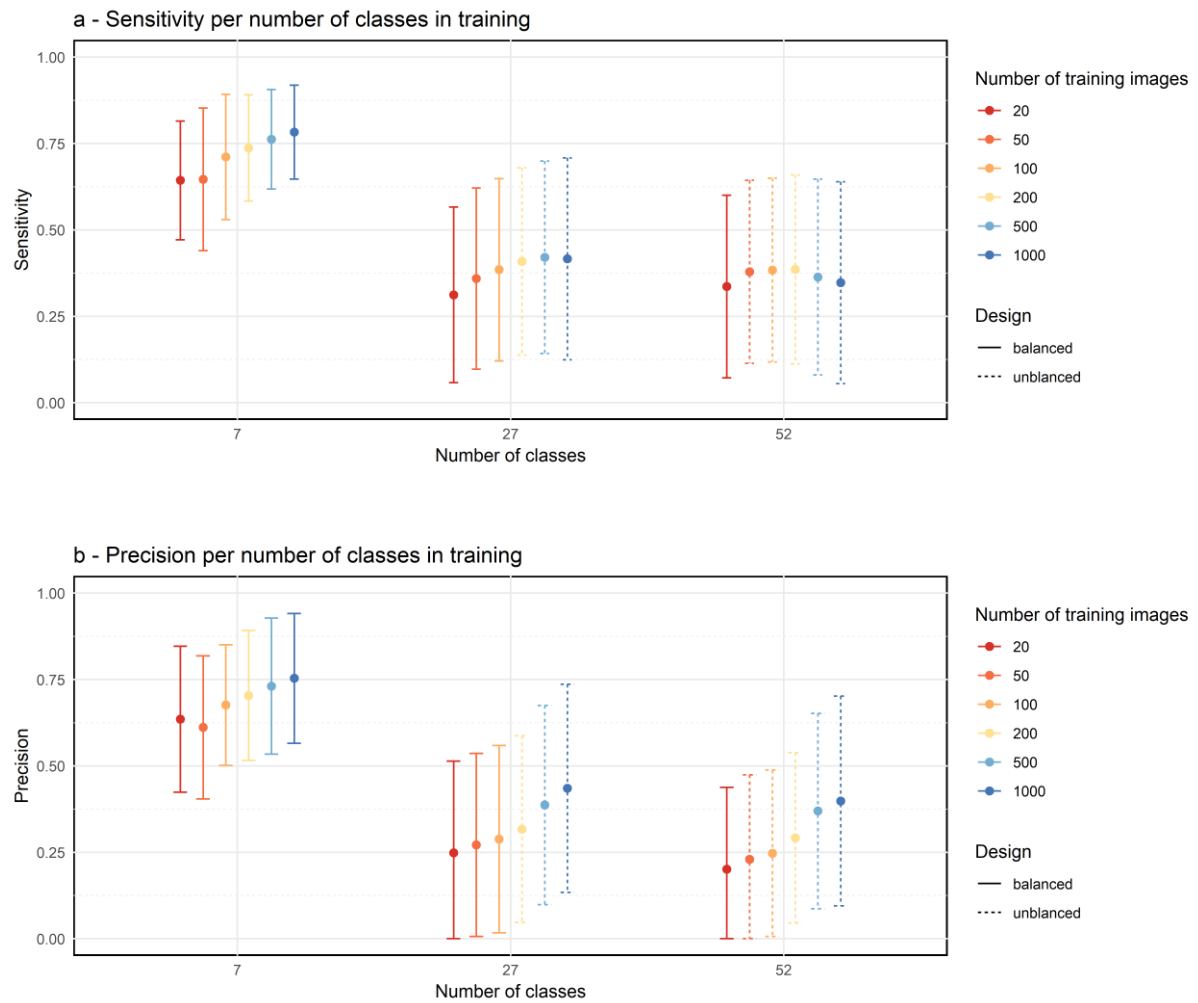 a - Sensitivity per number of classes in training
1.00
0.75
0.50
0.25
0.00
Sensitivity
7
27
52
Number of classes
Number of training images
20
50
100
200
500
1000
Design
balanced
unblanced
b - Precision per number of classes in training
1.00
0.75
0.50
0.25
0.00
Precision
7
27
52
Number of classes
Number of training images
20
50
100
200
500
1000
Design
balanced
unblanced